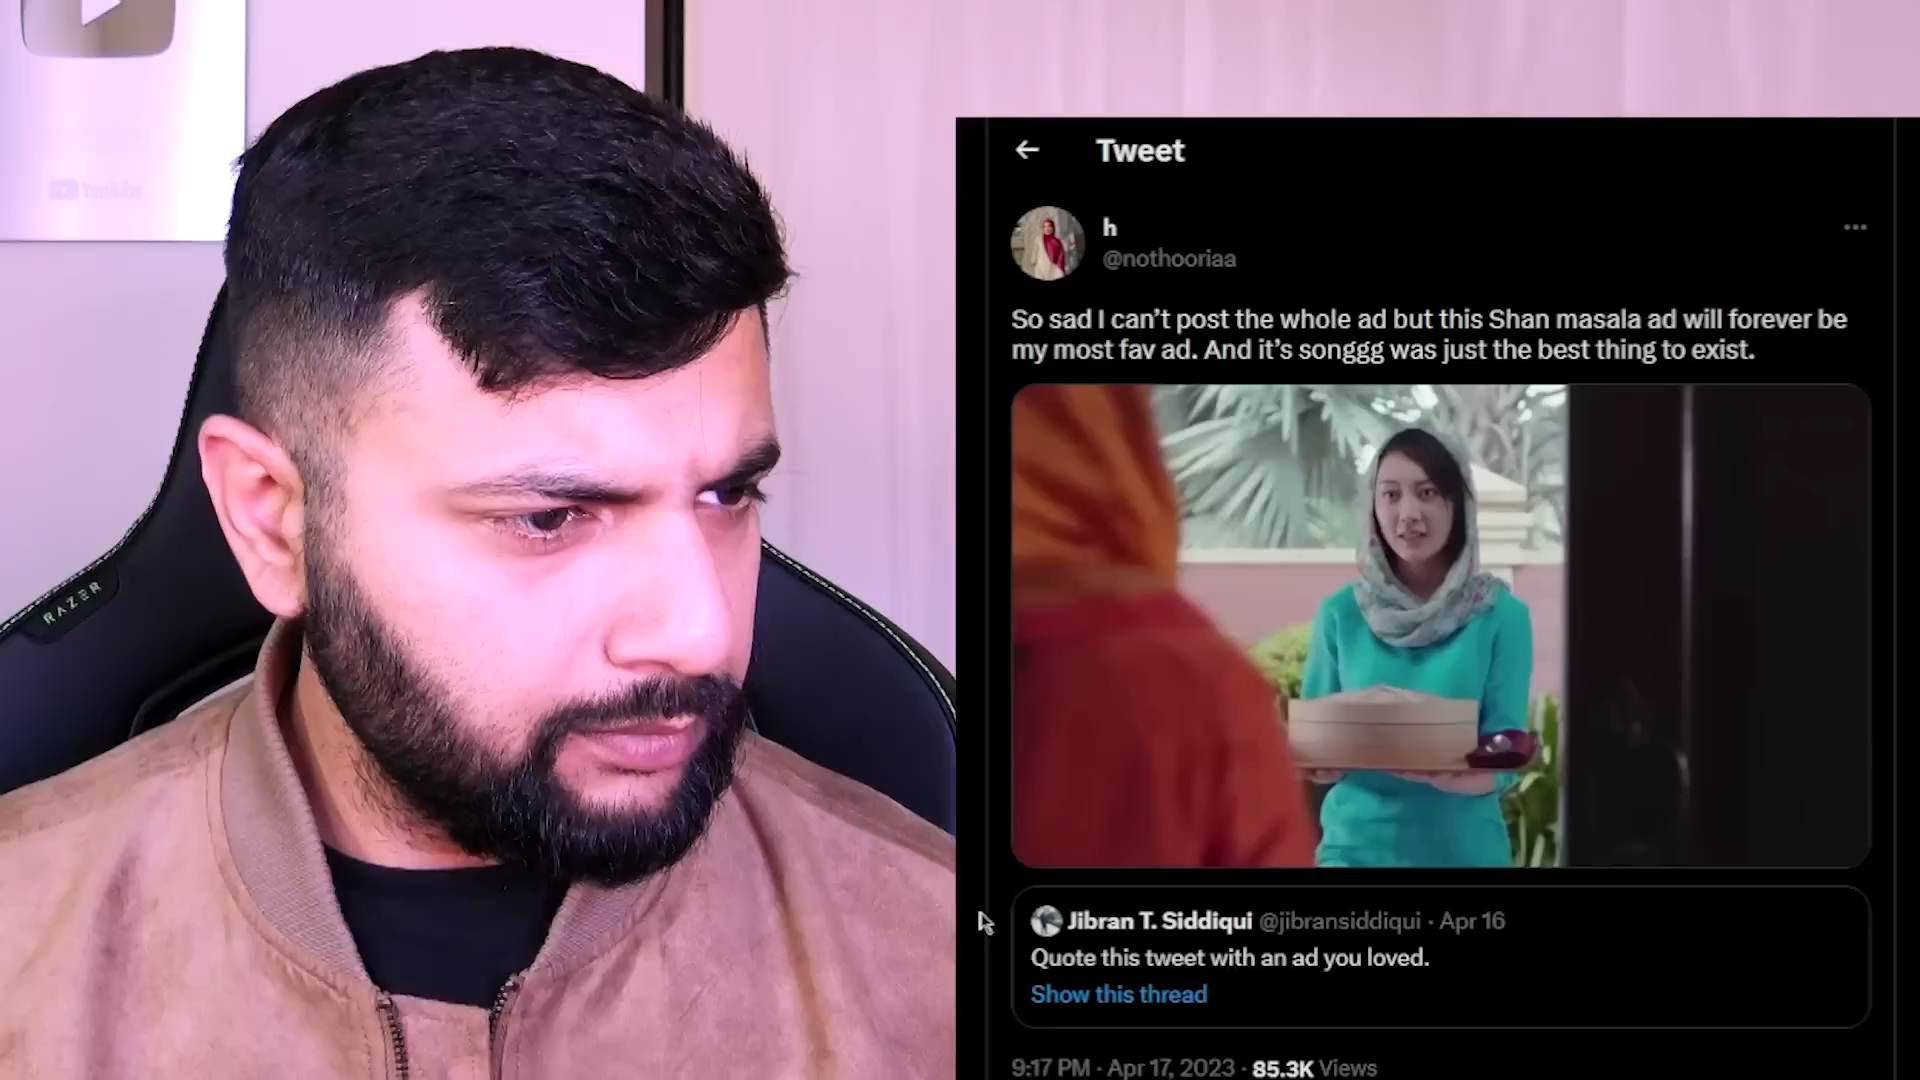 YouTube
RAZER
Tweet
h
@nothooriaa
So sad I can’t post the whole ad but this Shan masala ad will forever be
my most fav ad. And it’s songgg was just the best thing to exist.
Jibran T. Siddiqui @jibransiddiqui · Apr 16
Quote this tweet with an ad you loved.
Show this thread
9:17 PM · Apr 17, 2023 · 85.3K Views